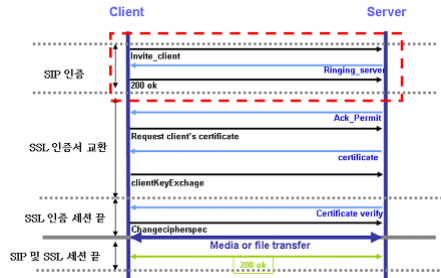 Client
Server
Invite_client
Ringing_server
SIP 인증
200 ok
Ack_Permit
Request client's certificate
SSL 인증서 교환
certificate
clientKeyExchage
Certificate verify
SSL 인증 세션 끝
Changecipherspec
Media or file transfer
SIP 및 SSL 세션 끝
200 ok